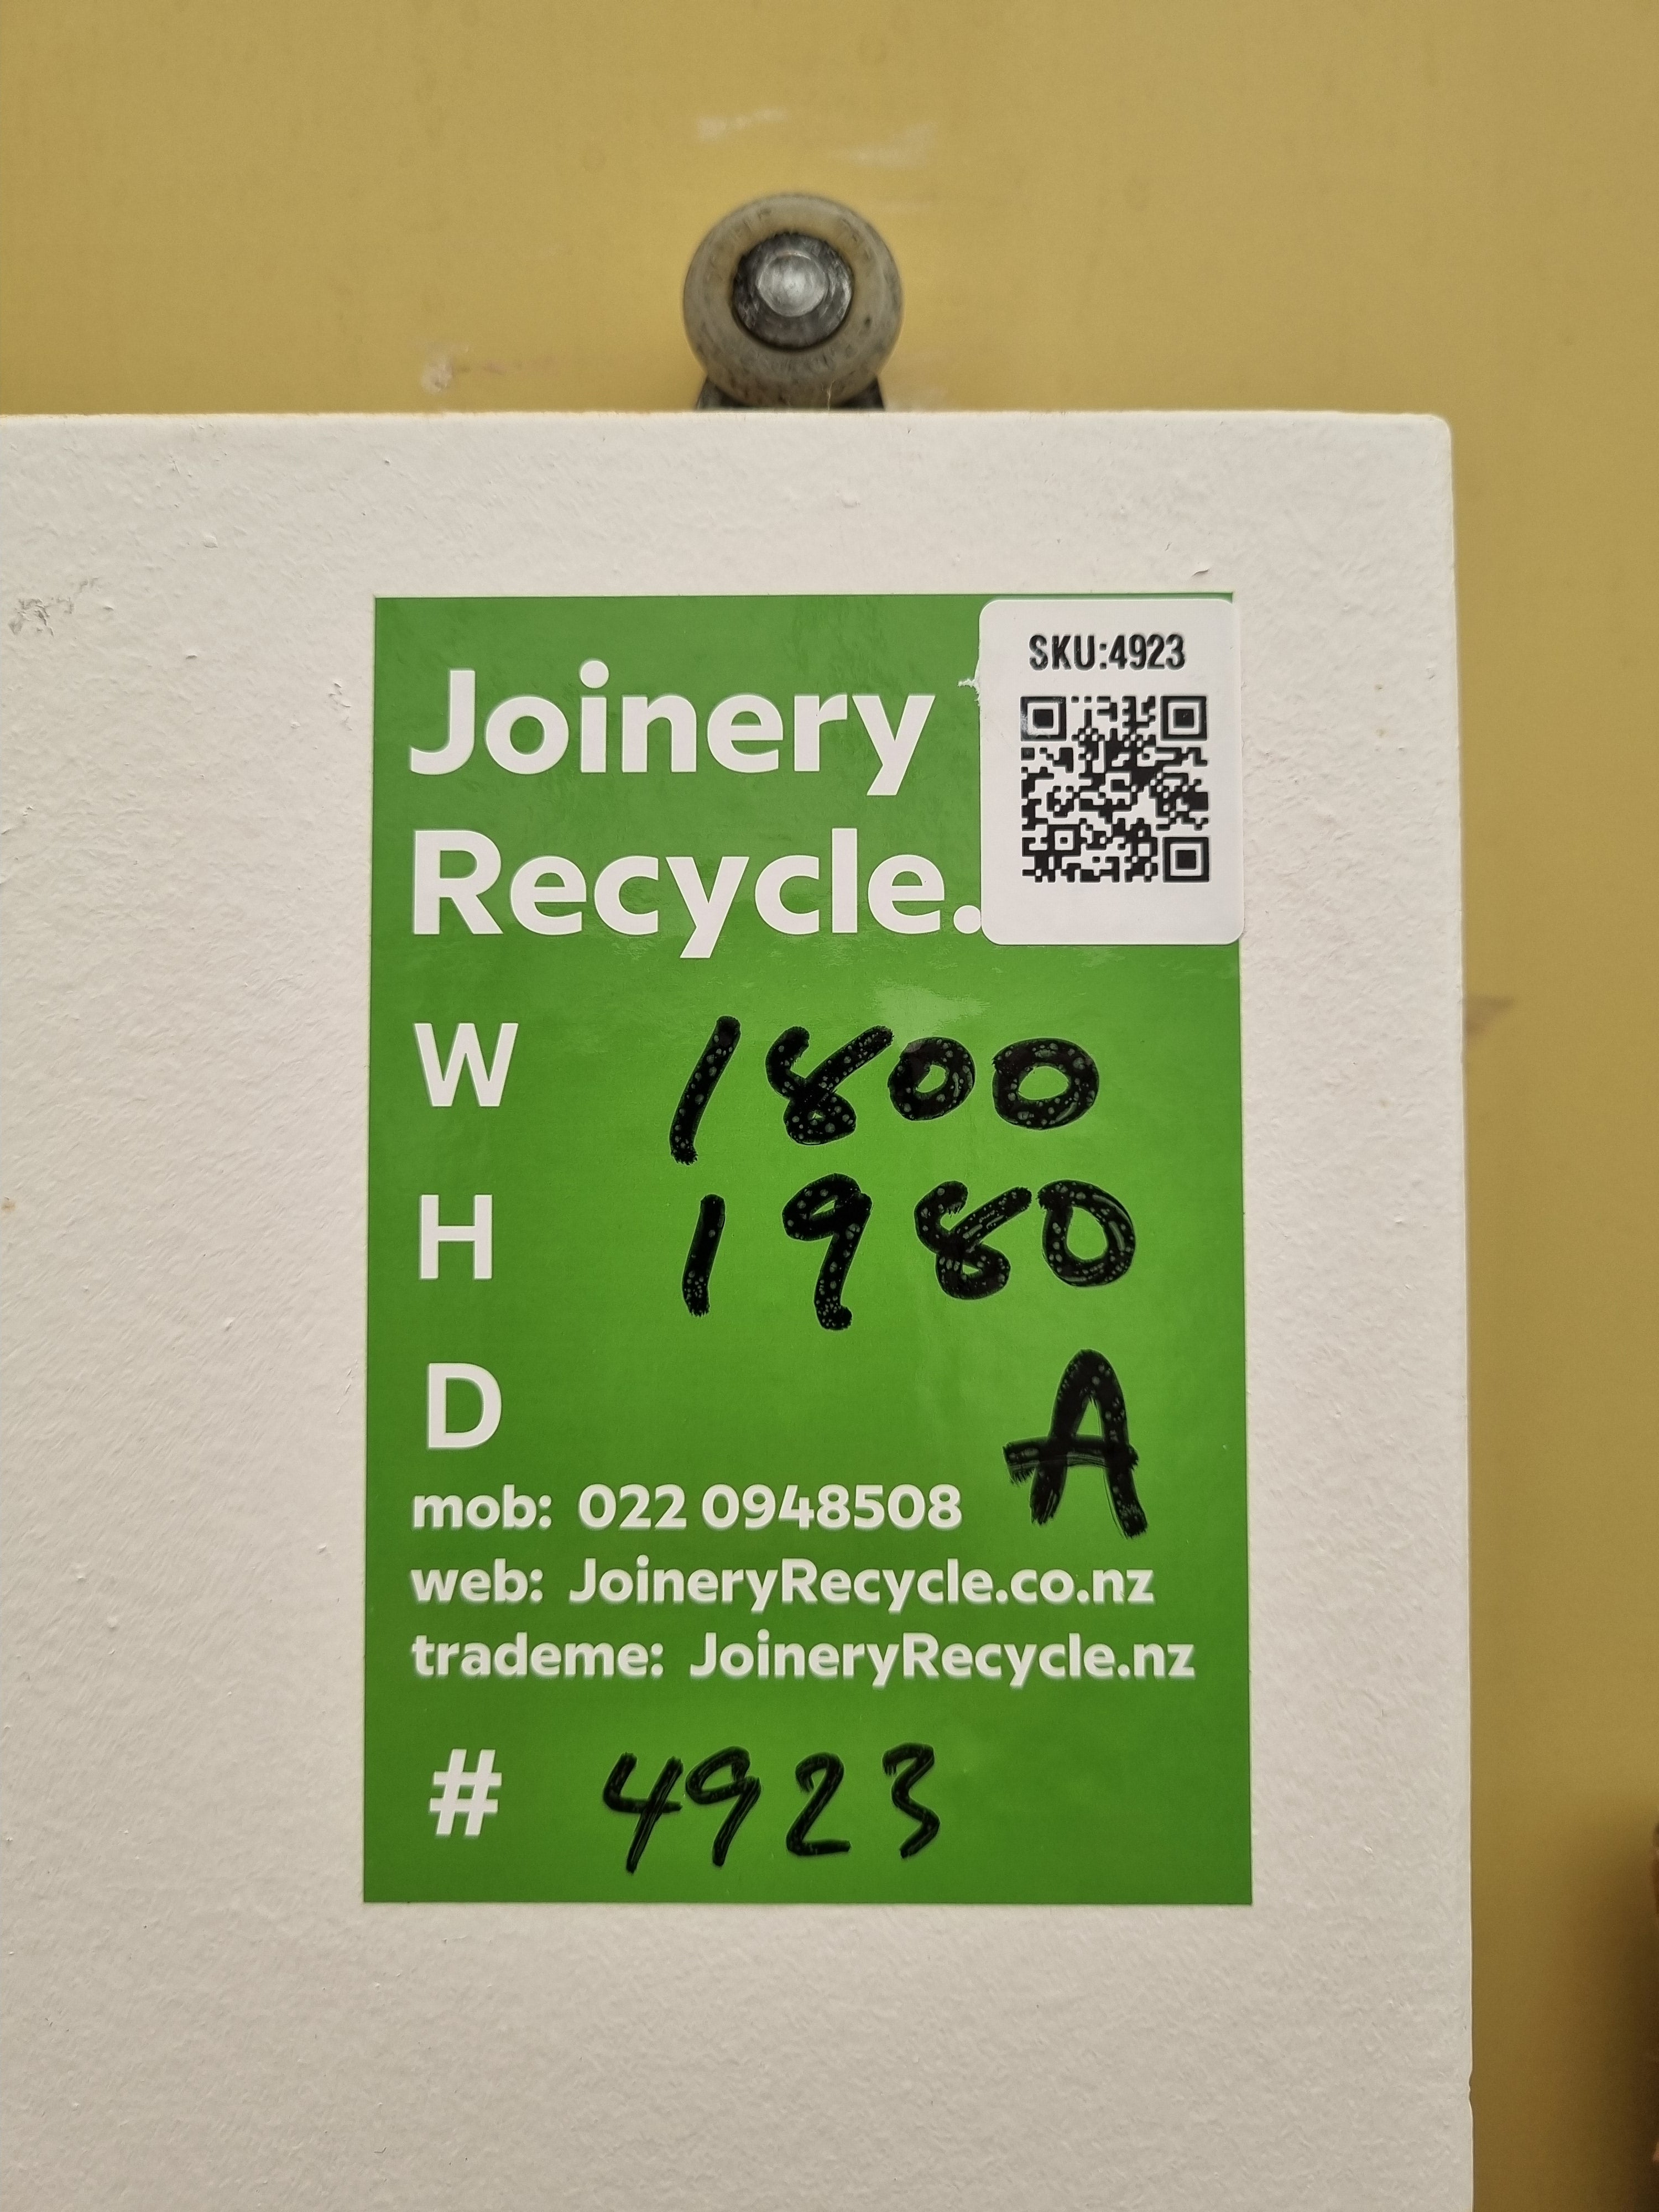 SKU:4923
Joinery
Recycle.
W 1800
H 1980
D A
mob: 022 0948508
web: JoineryRecycle.co.nz
trademe: JoineryRecycle.nz
# 4923